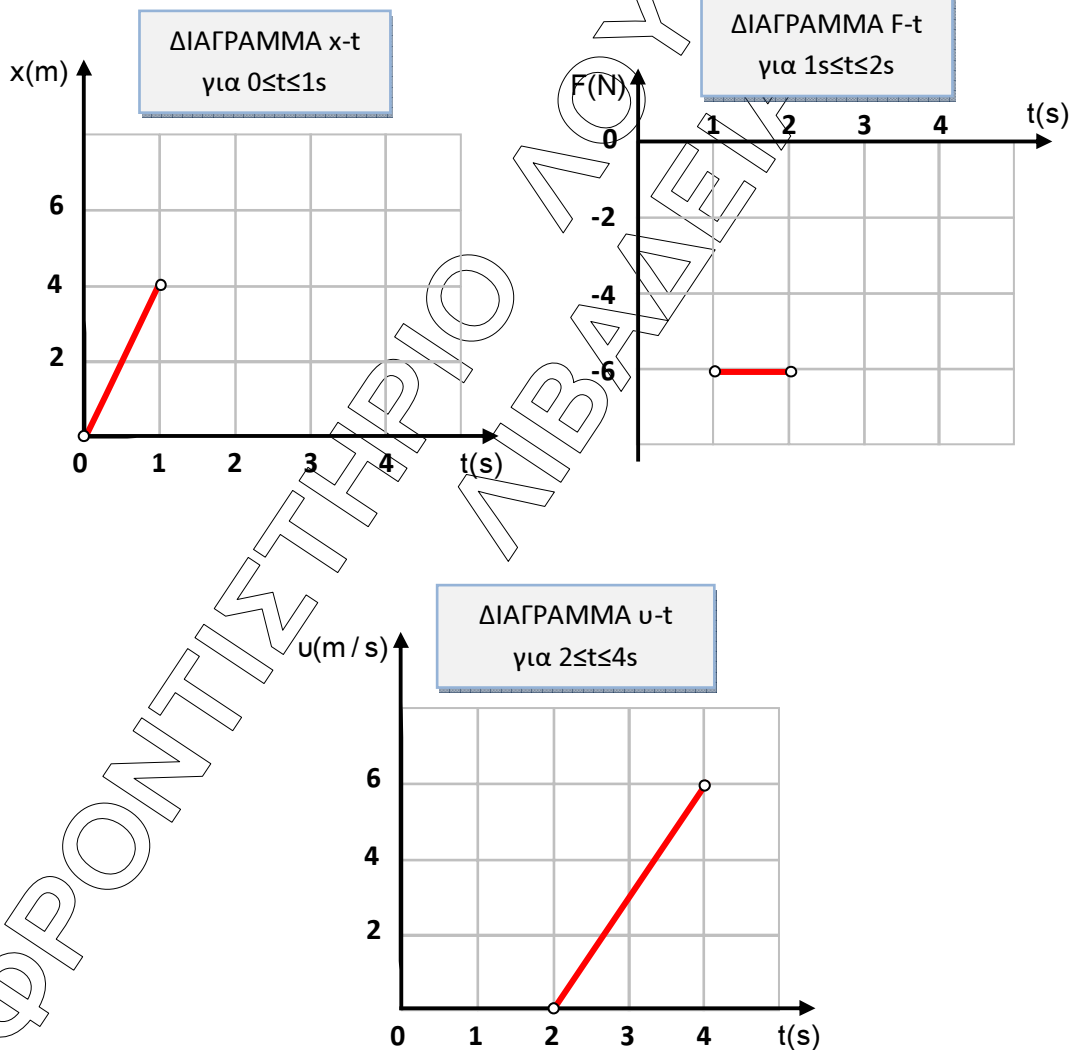 ΔΙΑΓΡΑΜΜΑ x-t
για 0≤t≤1s
x(m)
6
4
2
0 1 2 3 4 t(s)
ΔΙΑΓΡΑΜΜΑ F-t
για 1s≤t≤2s
F(N)
t(s)
1 2 3 4
0
-2
-4
-6
ΔΙΑΓΡΑΜΜΑ υ-t
για 2≤t≤4s
υ(m / s)
6
4
2
0 1 2 3 4 t(s)
ΦΡΟΝΤΙΣΤΗΡΙΟ